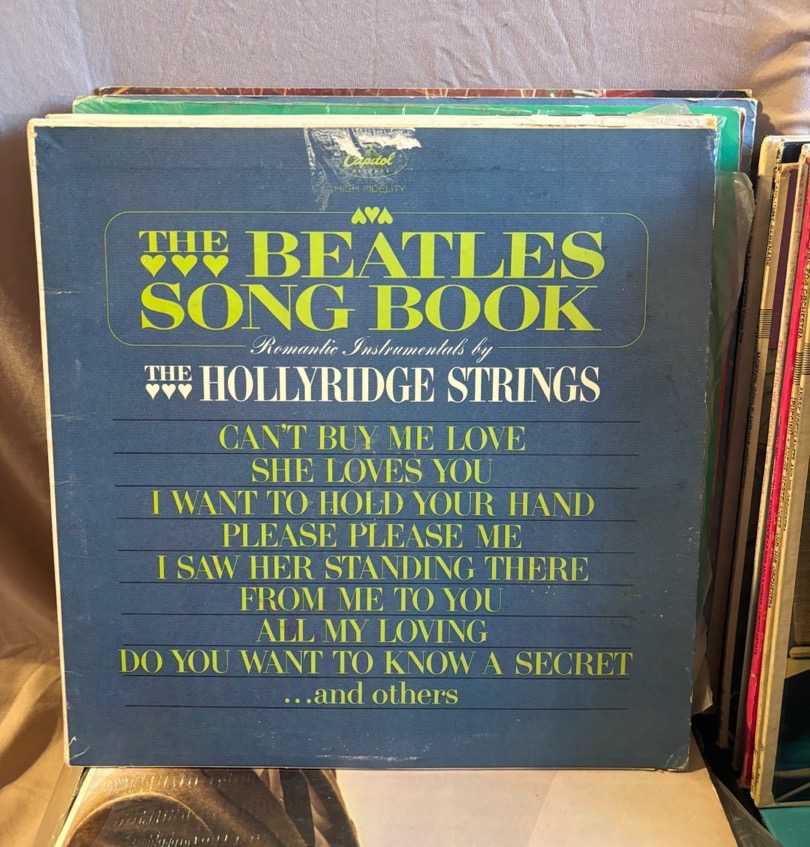 Capitol
HIGH FIDELITY
THE BEATLES
SONG BOOK
Romantic Instrumentals by
THE HOLLYRIDGE STRINGS
CAN'T BUY ME LOVE
SHE LOVES YOU
I WANT TO HOLD YOUR HAND
PLEASE PLEASE ME
I SAW HER STANDING THERE
FROM ME TO YOU
ALL MY LOVING
DO YOU WANT TO KNOW A SECRET
...and others